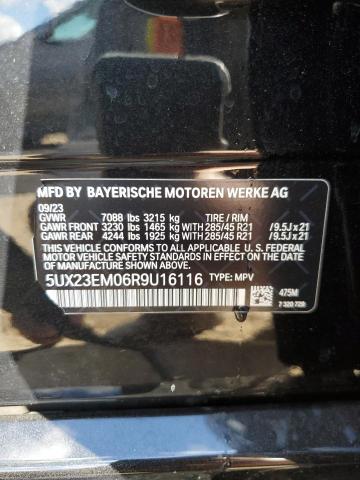 MFD BY BAYERISCHE MOTOREN WERKE AG
09/23
GVWR 7088 lbs 3215 kg TIRE / RIM
GAWR FRONT 3230 lbs 1465 kg WITH 285/45 R21 /9.5J x 21
GAWR REAR 4244 lbs 1925 kg WITH 285/45 R21 /9.5J x 21
THIS VEHICLE CONFORMS TO ALL APPLICABLE U. S. FEDERAL
MOTOR VEHICLE SAFETY STANDARDS IN EFFECT
ON THE DATE OF MANUFACTURE SHOWN ABOVE.
5UX23EM06R9U16116 TYPE: MPV
475M
7 320 728